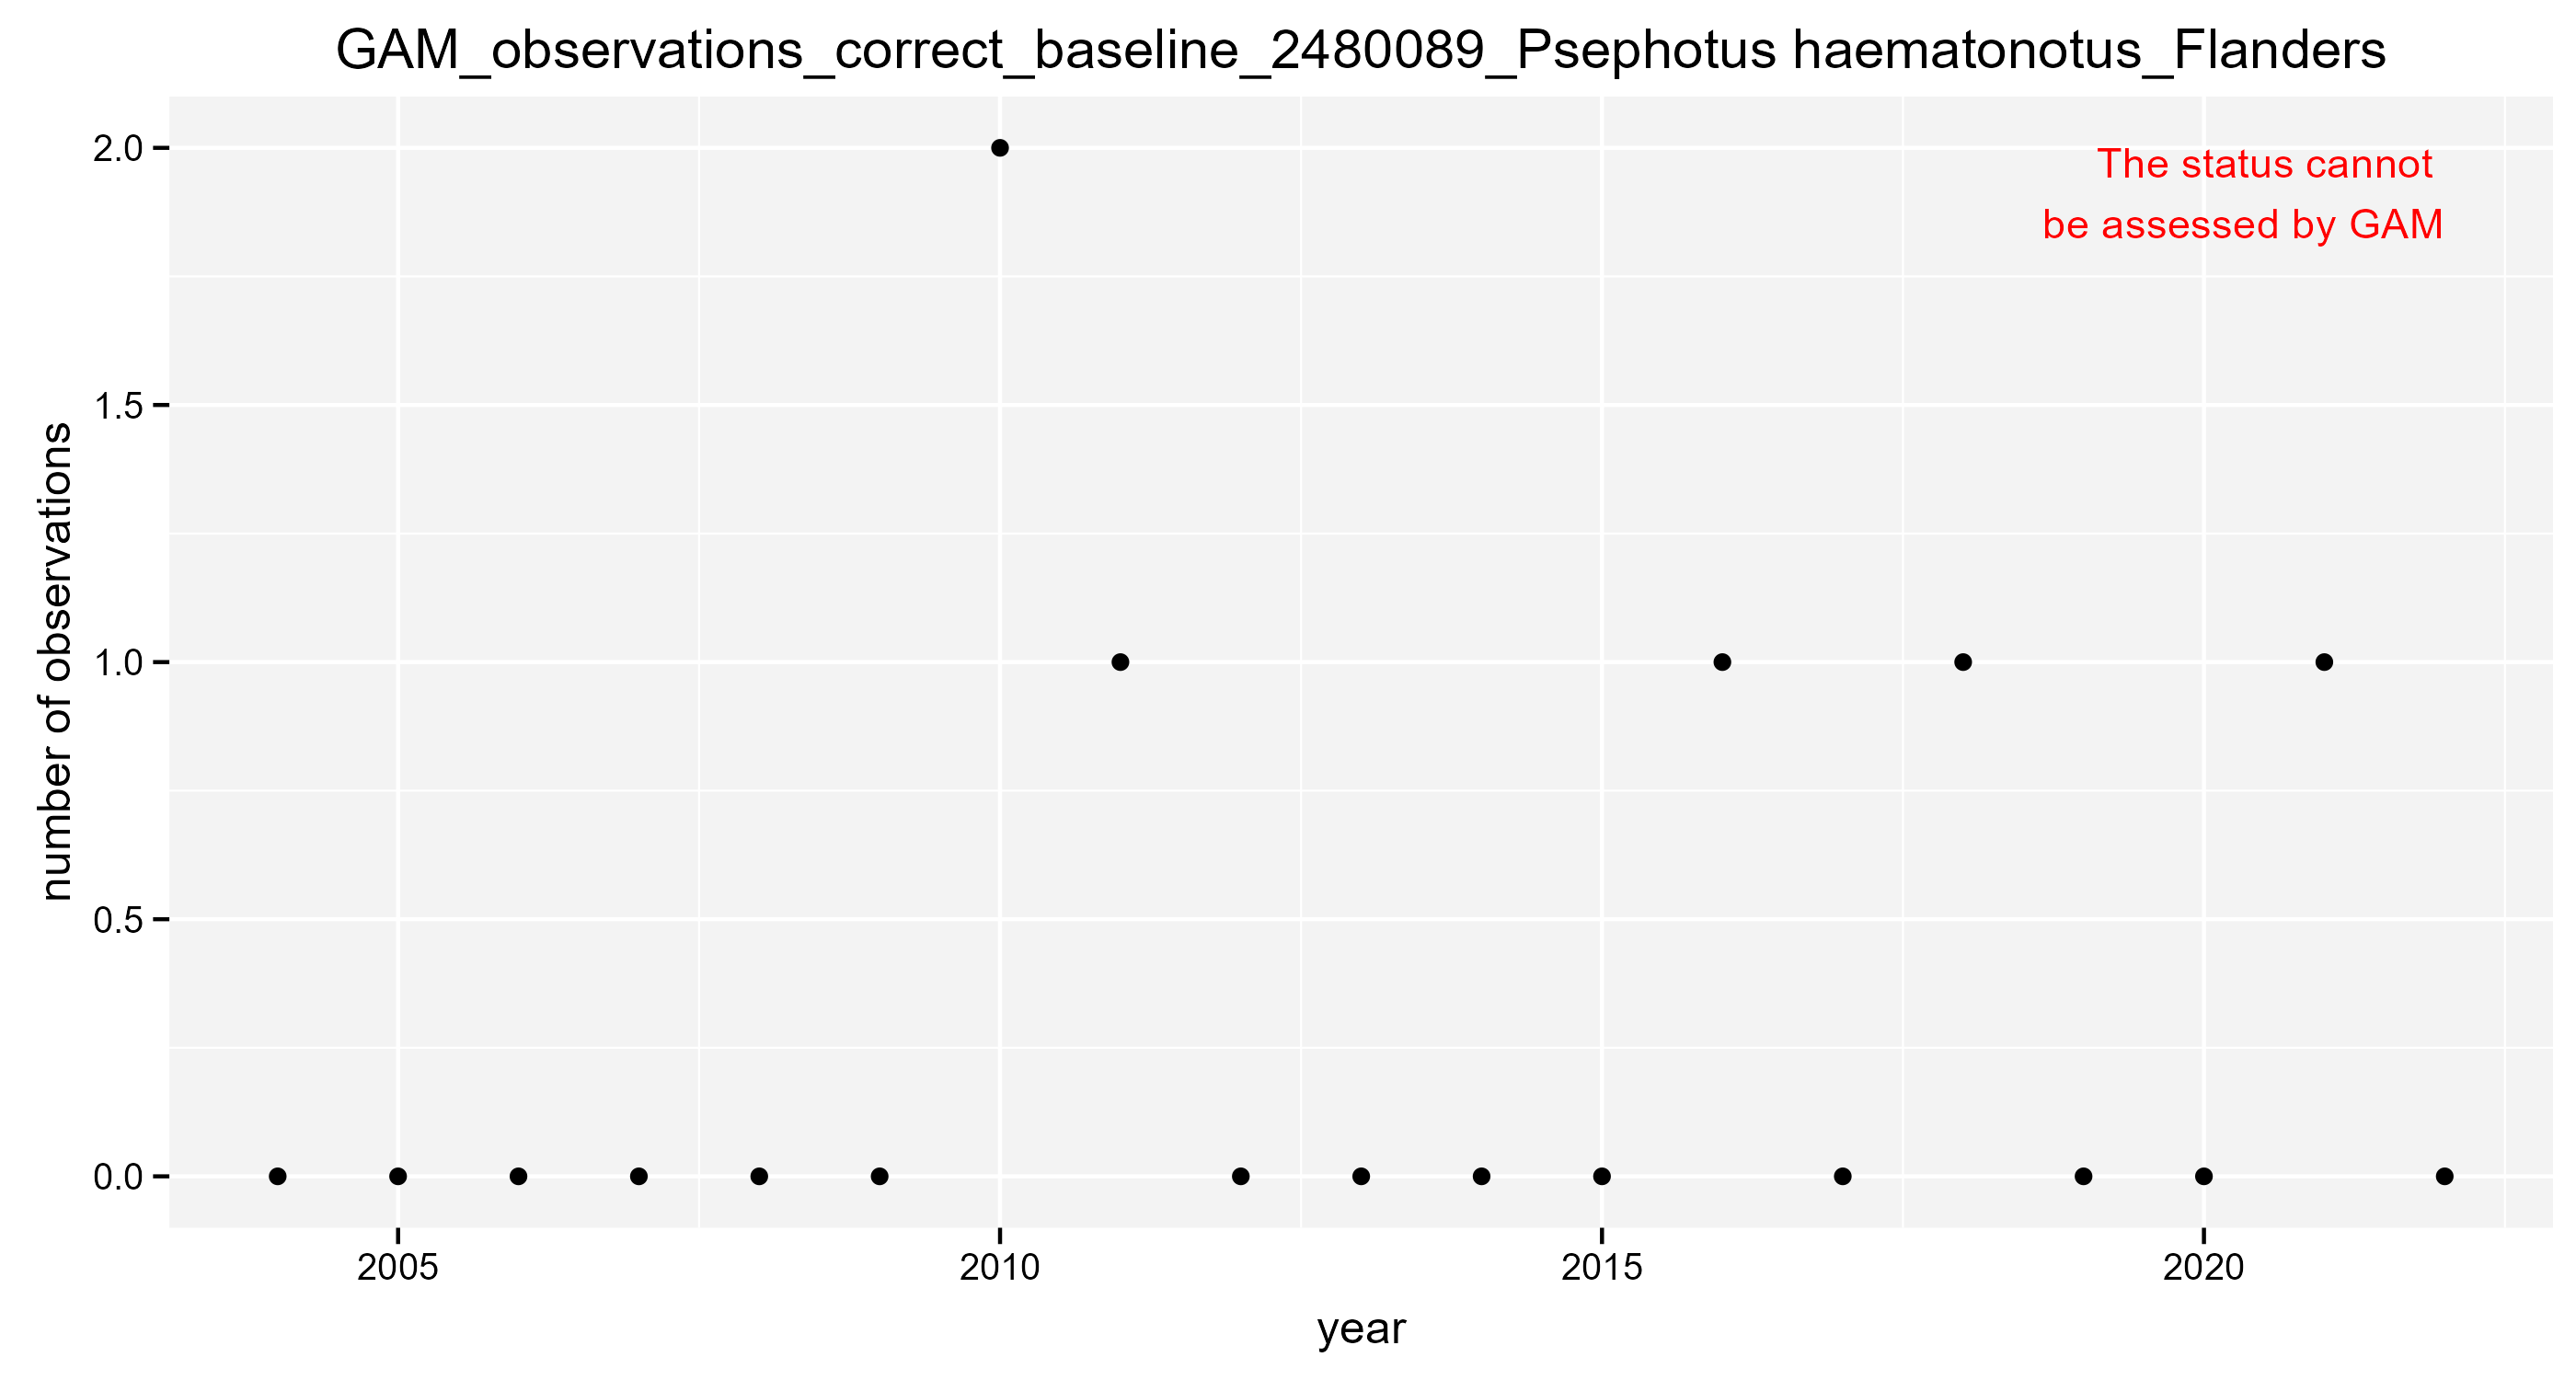 GAM_observations_correct_baseline_2480089_Psephotus haematonotus_Flanders
The status cannot
be assessed by GAM
number of observations
2.0
1.5
1.0
0.5
0.0
2005
2010
2015
2020
year